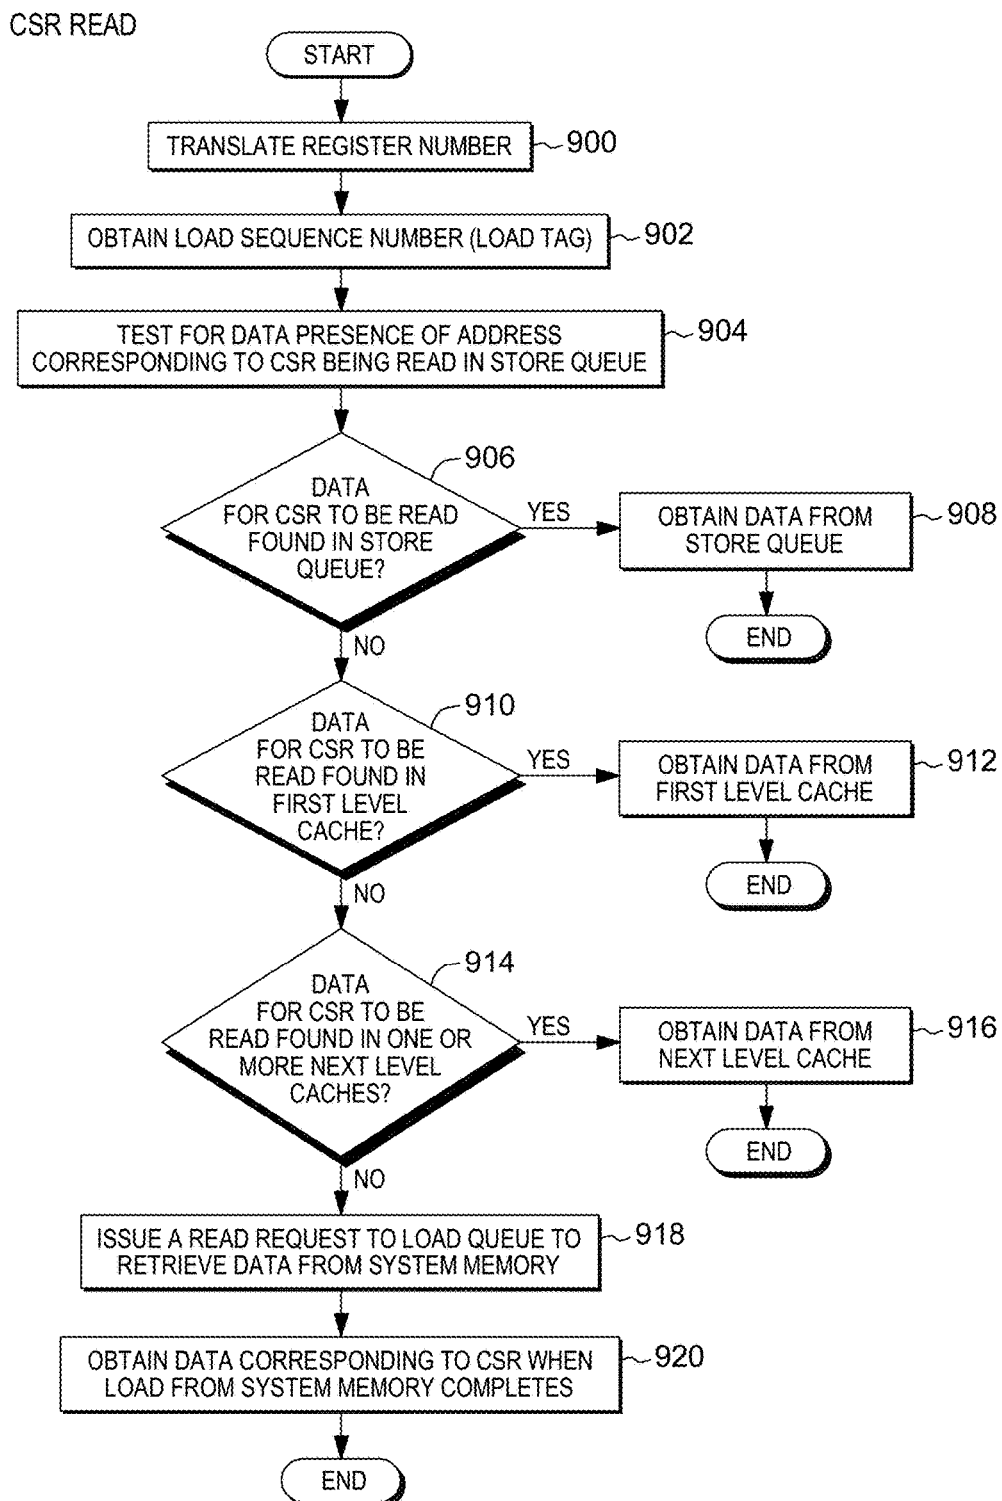 CSR READ
START
TRANSLATE REGISTER NUMBER
900
OBTAIN LOAD SEQUENCE NUMBER (LOAD TAG)
902
TEST FOR DATA PRESENCE OF ADDRESS
CORRESPONDING TO CSR BEING READ IN STORE QUEUE
904
DATA
FOR CSR TO BE READ
FOUND IN STORE
QUEUE?
906
YES
OBTAIN DATA FROM
STORE QUEUE
908
END
NO
DATA
FOR CSR TO BE
READ FOUND IN
FIRST LEVEL
CACHE?
910
YES
OBTAIN DATA FROM
FIRST LEVEL CACHE
912
END
NO
DATA
FOR CSR TO BE
READ FOUND IN ONE OR
MORE NEXT LEVEL
CACHES?
914
YES
OBTAIN DATA FROM
NEXT LEVEL CACHE
916
END
NO
ISSUE A READ REQUEST TO LOAD QUEUE TO
RETRIEVE DATA FROM SYSTEM MEMORY
918
OBTAIN DATA CORRESPONDING TO CSR WHEN
LOAD FROM SYSTEM MEMORY COMPLETES
920
END